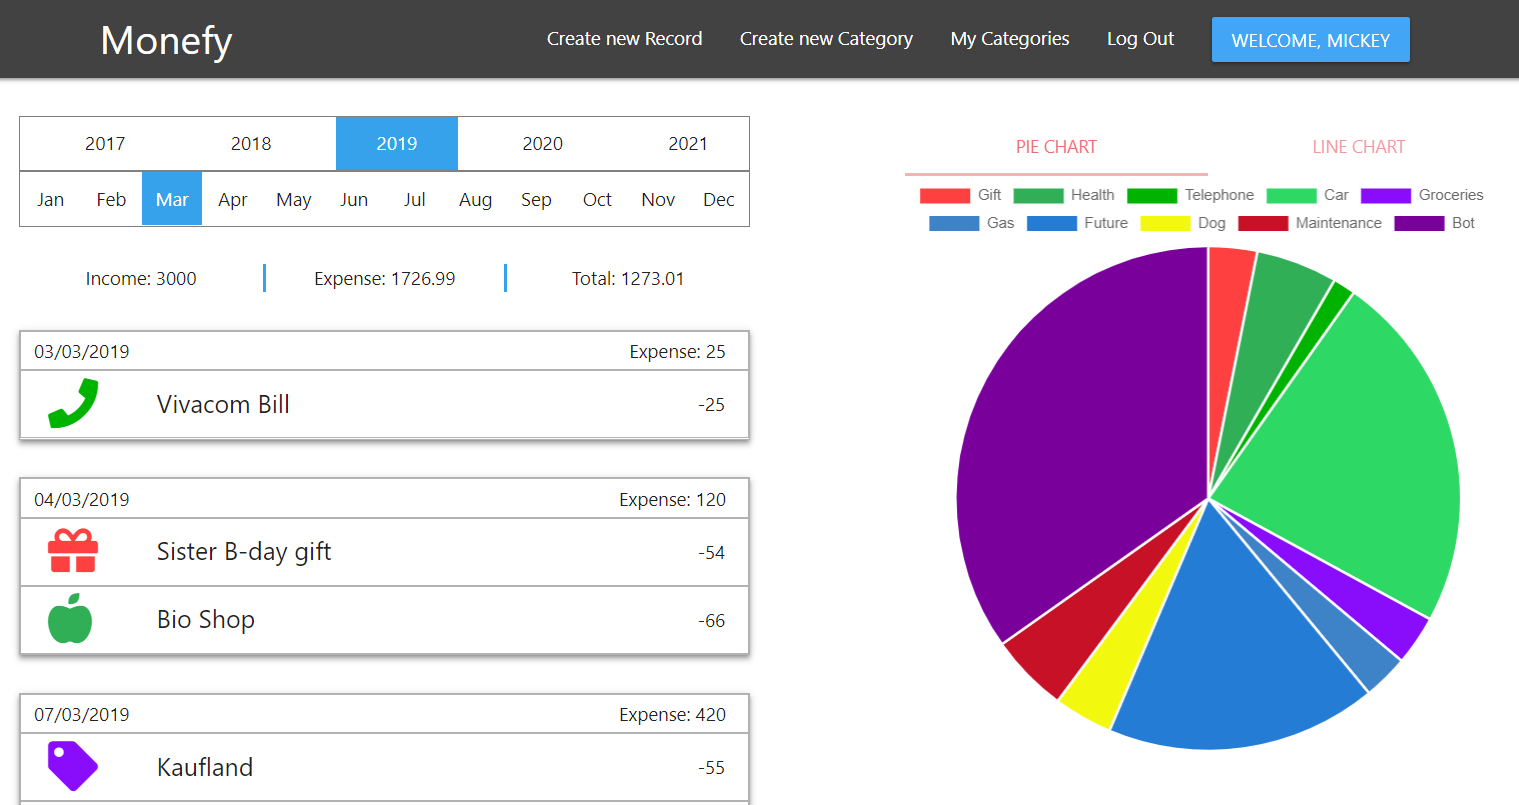 Monefy
Create new Record Create new Category My Categories Log Out WELCOME, MICKEY
2017 2018 2019 2020 2021
Jan Feb Mar Apr May Jun Jul Aug Sep Oct Nov Dec
Income: 3000 Expense: 1726.99 Total: 1273.01
03/03/2019 Expense: 25
Vivacom Bill -25
04/03/2019 Expense: 120
Sister B-day gift -54
Bio Shop -66
07/03/2019 Expense: 420
Kaufland -55
PIE CHART LINE CHART
Gift Health Telephone Car Groceries
Gas Future Dog Maintenance Bot